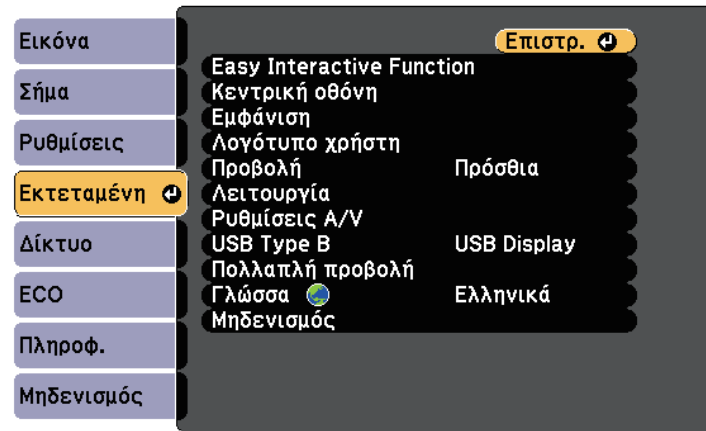 Εικόνα
Σήμα
Ρυθμίσεις
Εκτεταμένη
Δίκτυο
ECO
Πληροφ.
Μηδενισμός
Επιστρ.
Easy Interactive Function
Κεντρική οθόνη
Εμφάνιση
Λογότυπο χρήστη
Προβολή Πρόσθια
Λειτουργία
Ρυθμίσεις A/V
USB Type B USB Display
Πολλαπλή προβολή
Γλώσσα Ελληνικά
Μηδενισμός